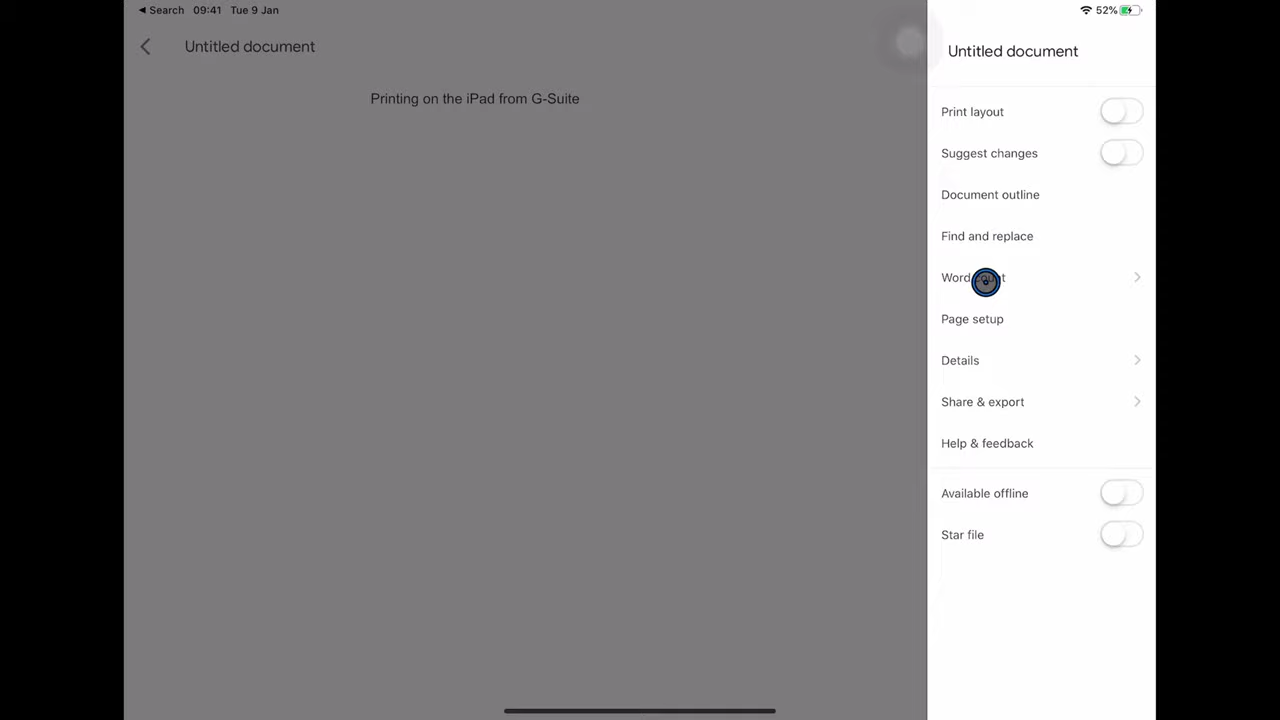 Search 09:41 Tue 9 Jan
52%
Untitled document
Printing on the iPad from G-Suite
Untitled document
Print layout
Suggest changes
Document outline
Find and replace
Word count
Page setup
Details
Share & export
Help & feedback
Available offline
Star file